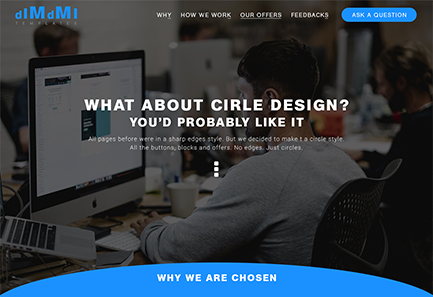 dIMdMI
TEMPLATES
WHY HOW WE WORK OUR OFFERS FEEDBACKS ASK A QUESTION
WHAT ABOUT CIRLE DESIGN?
YOU'D PROBABLY LIKE IT
All pages before were in a sharp edges style. But we decided to make t a circle style.
All the buttons, blocks and offers. No edges. Just circles.
WHY WE ARE CHOSEN